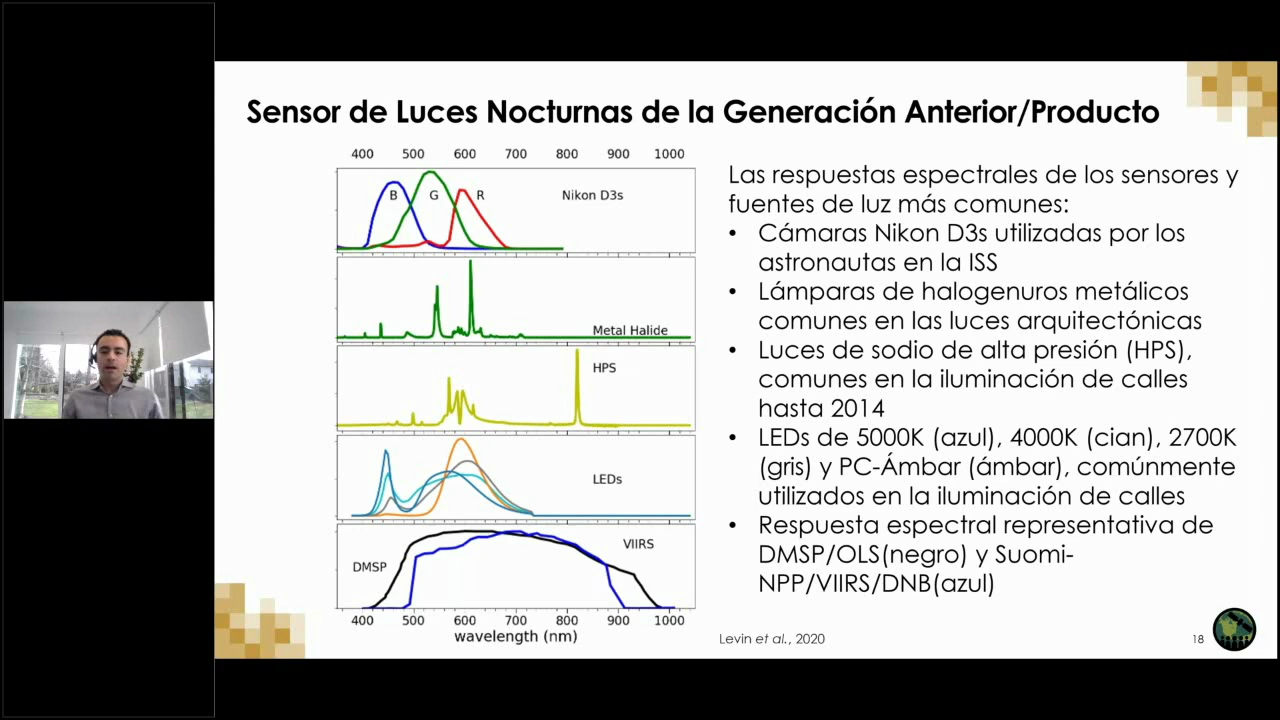 Sensor de Luces Nocturnas de la Generación Anterior/Producto
400 500 600 700 800 900 1000
B G R Nikon D3s
Metal Halide
HPS
LEDs
DMSP VIIRS
400 500 600 700 800 900 1000
wavelength (nm)
Las respuestas espectrales de los sensores y
fuentes de luz más comunes:
• Cámaras Nikon D3s utilizadas por los
astronautas en la ISS
• Lámparas de halogenuros metálicos
comunes en las luces arquitectónicas
• Luces de sodio de alta presión (HPS),
comunes en la iluminación de calles
hasta 2014
• LEDs de 5000K (azul), 4000K (cian), 2700K
(gris) y PC-Ámbar (ámbar), comúnmente
utilizados en la iluminación de calles
• Respuesta espectral representativa de
DMSP/OLS(negro) y Suomi-
NPP/VIIRS/DNB(azul)
Levin et al., 2020
18